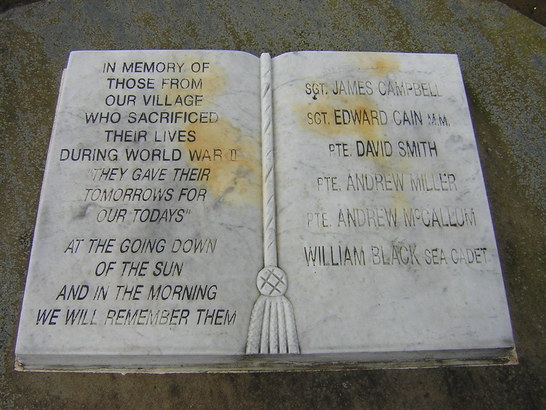 IN MEMORY OF
THOSE FROM
OUR VILLAGE
WHO SACRIFICED
THEIR LIVES
DURING WORLD WAR II
"THEY GAVE THEIR
TOMORROWS FOR
OUR TODAYS"
AT THE GOING DOWN
OF THE SUN
AND IN THE MORNING
WE WILL REMEMBER THEM
SGT. JAMES CAMPBELL
SGT. EDWARD CAIN M.M.
PTE. DAVID SMITH
PTE. ANDREW MILLER
PTE. ANDREW McCALLUM
WILLIAM BLACK SEA CADET